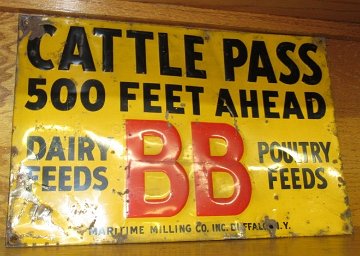 CATTLE PASS
500 FEET AHEAD
DAIRY FEEDS
BB
POULTRY FEEDS
MARITIME MILLING CO. INC. BUFFALO N.Y.